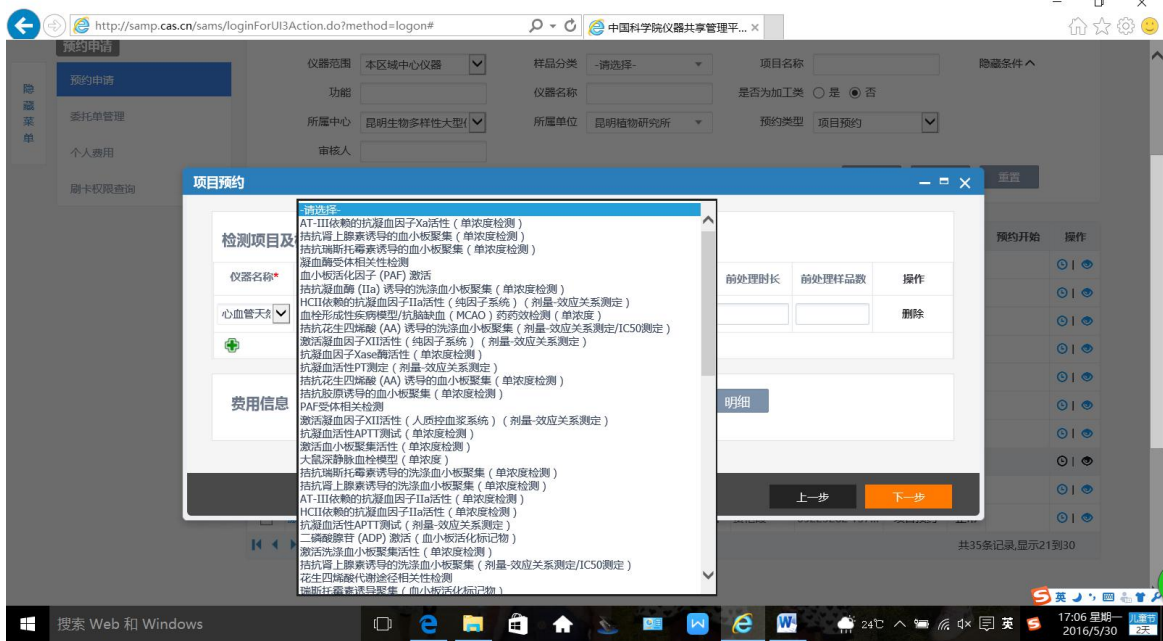 http://samp.cas.cn/sams/loginForUI3Action.do?method=logon#
中国科学院仪器共享管理平... ×
预约申请
隐藏菜单
预约申请
委托单管理
个人费用
刷卡权限查询
仪器范围 本区域中心仪器 样品分类 -请选择- 项目名称 隐藏条件
功能 仪器名称 是否为加工类 是 否
所属中心 昆明生物多样性大型( 所属单位 昆明植物研究所 预约类型 项目预约
审核人
重置
项目预约
检测项目及
预约开始 操作
仪器名称* 前处理时长 前处理样品数 操作
心血管天然 删除
费用信息 明细
-请选择-
AT-III依赖的抗凝血因子Xa活性（单浓度检测）
拮抗肾上腺素诱导的血小板聚集（单浓度检测）
拮抗瑞斯托霉素诱导的血小板聚集（单浓度检测）
凝血酶受体相关性检测
血小板活化因子 (PAF) 激活
拮抗凝血酶 (IIa) 诱导的洗涤血小板聚集（单浓度检测）
HCII依赖的抗凝血因子IIa活性（纯因子系统）（剂量-效应关系测定）
血栓形成性疾病模型/抗脑缺血（MCAO）药药效检测（单浓度）
拮抗花生四烯酸 (AA) 诱导的洗涤血小板聚集（剂量-效应关系测定/IC50测定）
激活凝血因子XII活性（纯因子系统）（剂量-效应关系测定）
抗凝血因子Xase酶活性（单浓度检测）
抗凝血活性PT测定（剂量-效应关系测定）
拮抗花生四烯酸 (AA) 诱导的血小板聚集（单浓度检测）
拮抗胶原诱导的血小板聚集（单浓度检测）
PAF受体相关检测
激活凝血因子XII活性（人质控血浆系统）（剂量-效应关系测定）
抗凝血活性APTT测试（单浓度检测）
激活血小板聚集活性（单浓度检测）
大鼠深静脉血栓模型（单浓度）
拮抗瑞斯托霉素诱导的洗涤血小板聚集（单浓度检测）
拮抗肾上腺素诱导的洗涤血小板聚集（单浓度检测）
AT-III依赖的抗凝血因子IIa活性（单浓度检测）
HCII依赖的抗凝血因子IIa活性（单浓度检测）
抗凝血活性APTT测试（剂量-效应关系测定）
二磷酸腺苷 (ADP) 激活（血小板活化标记物）
激活洗涤血小板聚集活性（单浓度检测）
拮抗肾上腺素诱导的洗涤血小板聚集（剂量-效应关系测定/IC50测定）
花生四烯酸代谢途径相关性检测
瑞斯托霉素诱导聚集（血小板活化标记物）
上一步 下一步
共35条记录,显示21到30
英
搜索 Web 和 Windows
24℃ 英 17:06 星期一 儿童节
2016/5/30 2天